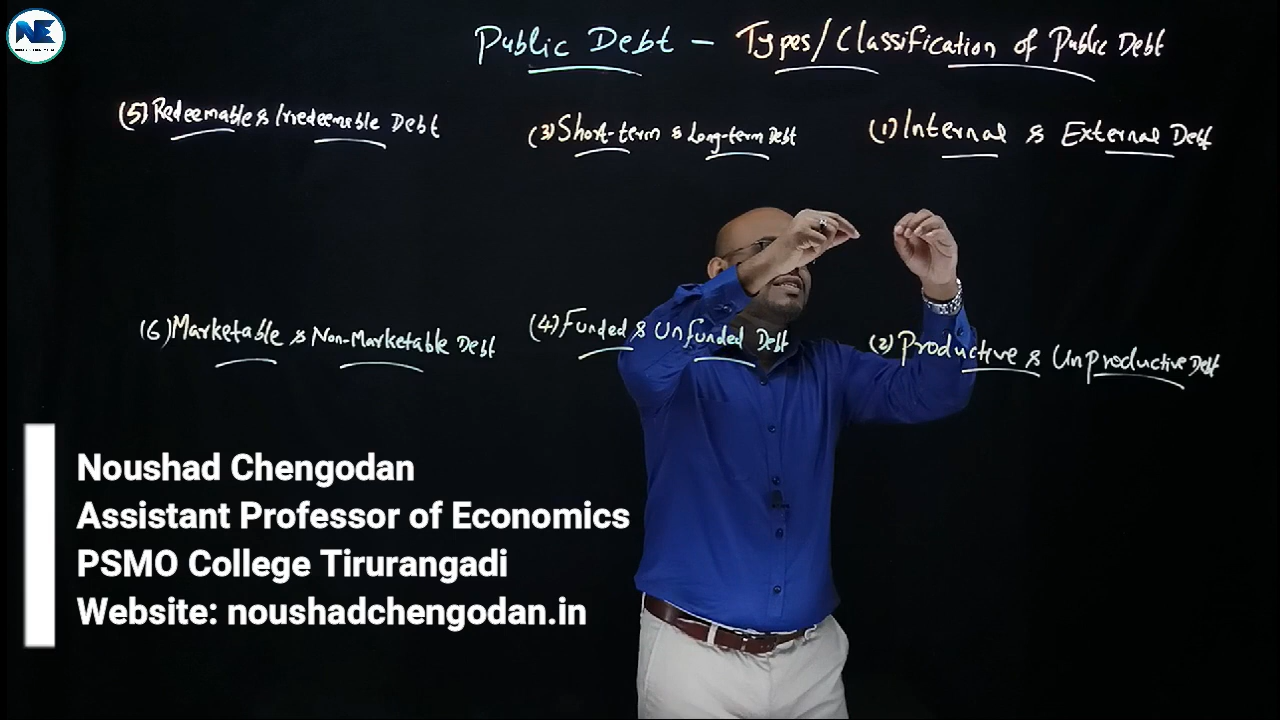 NE
Public Debt – Types/Classification of Public Debt
(5) Redeemable & Irredeemable Debt
(3) Short-term & Long-term Debt
(1) Internal & External Debt
(6) Marketable & Non-Marketable Debt
(4) Funded & Unfunded Debt
(2) Productive & Unproductive Debt
Noushad Chengodan
Assistant Professor of Economics
PSMO College Tirurangadi
Website: noushadchengodan.in